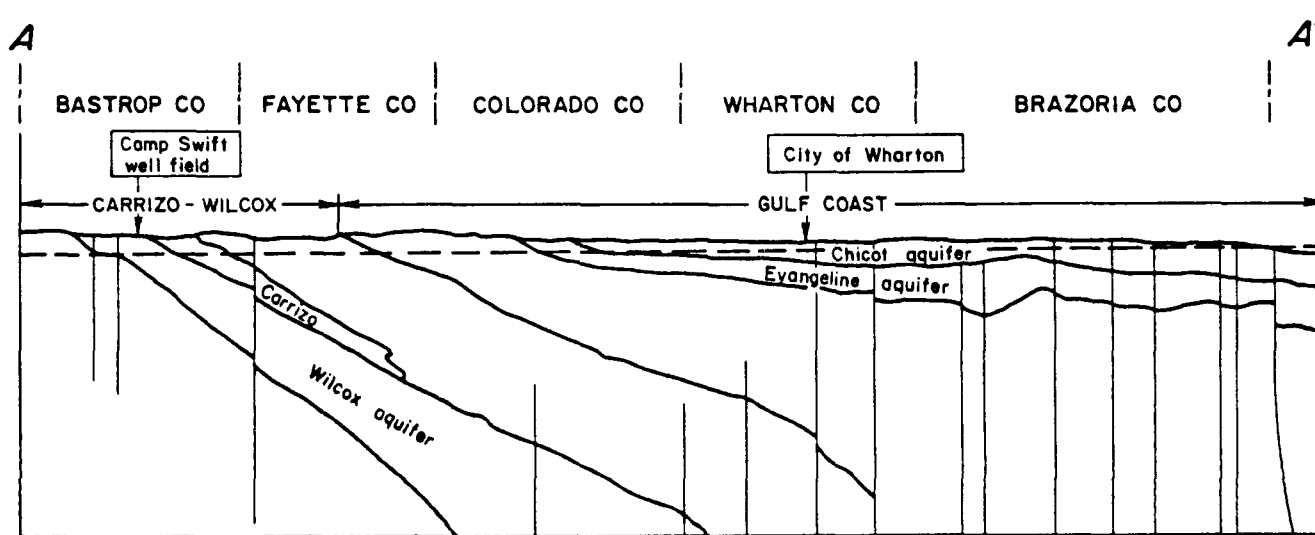 A
A'
BASTROP CO
FAYETTE CO
COLORADO CO
WHARTON CO
BRAZORIA CO
Camp Swift
well field
City of Wharton
CARRIZO - WILCOX
GULF COAST
Chicot aquifer
Evangeline aquifer
Carrizo
Wilcox aquifer